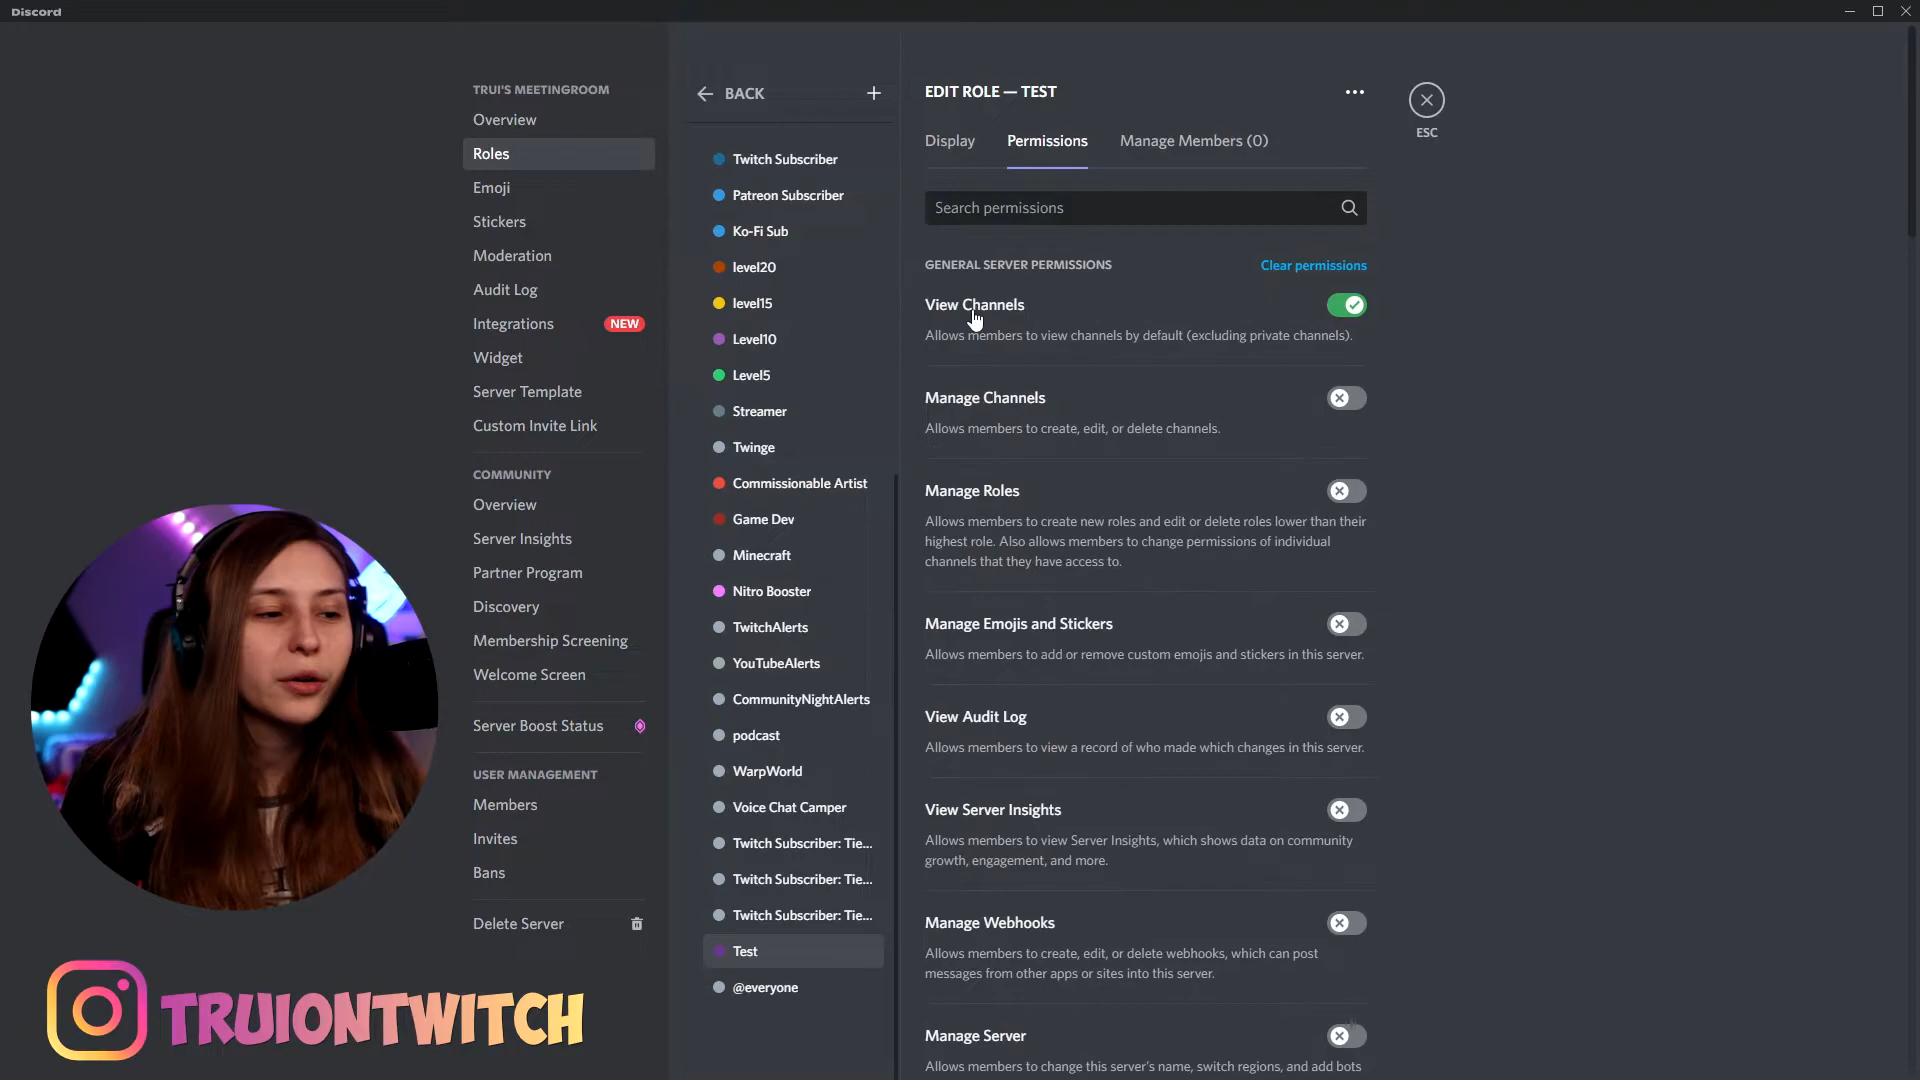 Discord
TRUI'S MEETINGROOM
Overview
Roles
Emoji
Stickers
Moderation
Audit Log
Integrations NEW
Widget
Server Template
Custom Invite Link
COMMUNITY
Overview
Server Insights
Partner Program
Discovery
Membership Screening
Welcome Screen
Server Boost Status
USER MANAGEMENT
Members
Invites
Bans
Delete Server
TRUIONTWITCH
BACK
Twitch Subscriber
Patreon Subscriber
Ko-Fi Sub
level20
level15
Level10
Level5
Streamer
Twinge
Commissionable Artist
Game Dev
Minecraft
Nitro Booster
TwitchAlerts
YouTubeAlerts
CommunityNightAlerts
podcast
WarpWorld
Voice Chat Camper
Twitch Subscriber: Tie...
Twitch Subscriber: Tie...
Twitch Subscriber: Tie...
Test
@everyone
EDIT ROLE — TEST
Display Permissions Manage Members (0)
Search permissions
GENERAL SERVER PERMISSIONS Clear permissions
View Channels
Allows members to view channels by default (excluding private channels).
Manage Channels
Allows members to create, edit, or delete channels.
Manage Roles
Allows members to create new roles and edit or delete roles lower than their
highest role. Also allows members to change permissions of individual
channels that they have access to.
Manage Emojis and Stickers
Allows members to add or remove custom emojis and stickers in this server.
View Audit Log
Allows members to view a record of who made which changes in this server.
View Server Insights
Allows members to view Server Insights, which shows data on community
growth, engagement, and more.
Manage Webhooks
Allows members to create, edit, or delete webhooks, which can post
messages from other apps or sites into this server.
Manage Server
Allows members to change this server's name, switch regions, and add bots
ESC